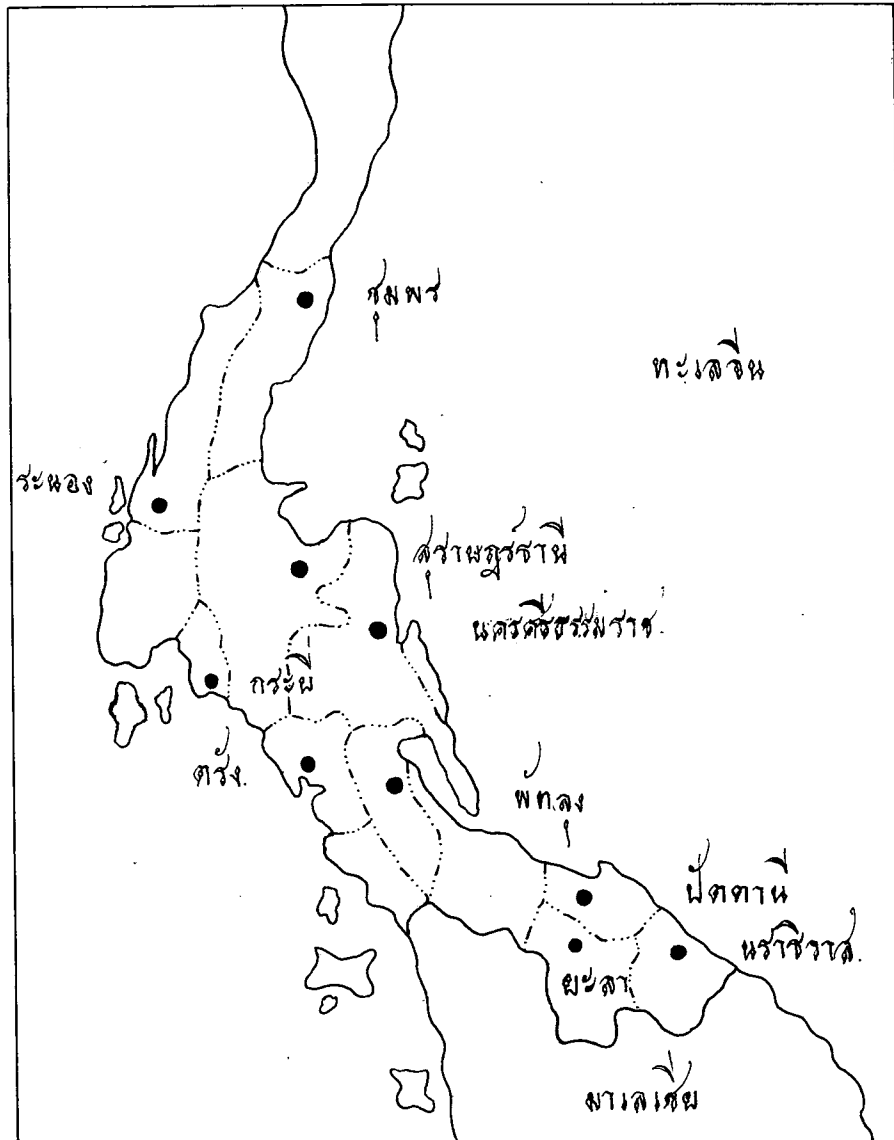 ชุมพร
ทะเลจีน
ระนอง
สุราษฎร์ธานี
นครศรีธรรมราช.
กระบี่
ตรัง.
พัทลุง
ปัตตานี
นราธิวาส.
ยะลา
มาเลเซีย